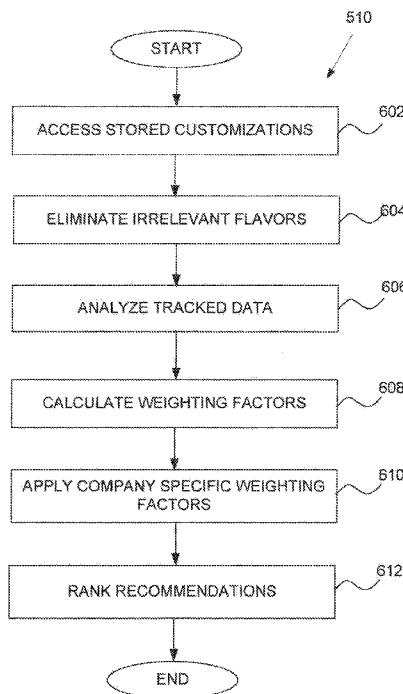 START
510
ACCESS STORED CUSTOMIZATIONS
602
ELIMINATE IRRELEVANT FLAVORS
604
ANALYZE TRACKED DATA
606
CALCULATE WEIGHTING FACTORS
608
APPLY COMPANY SPECIFIC WEIGHTING
FACTORS
610
RANK RECOMMENDATIONS
612
END